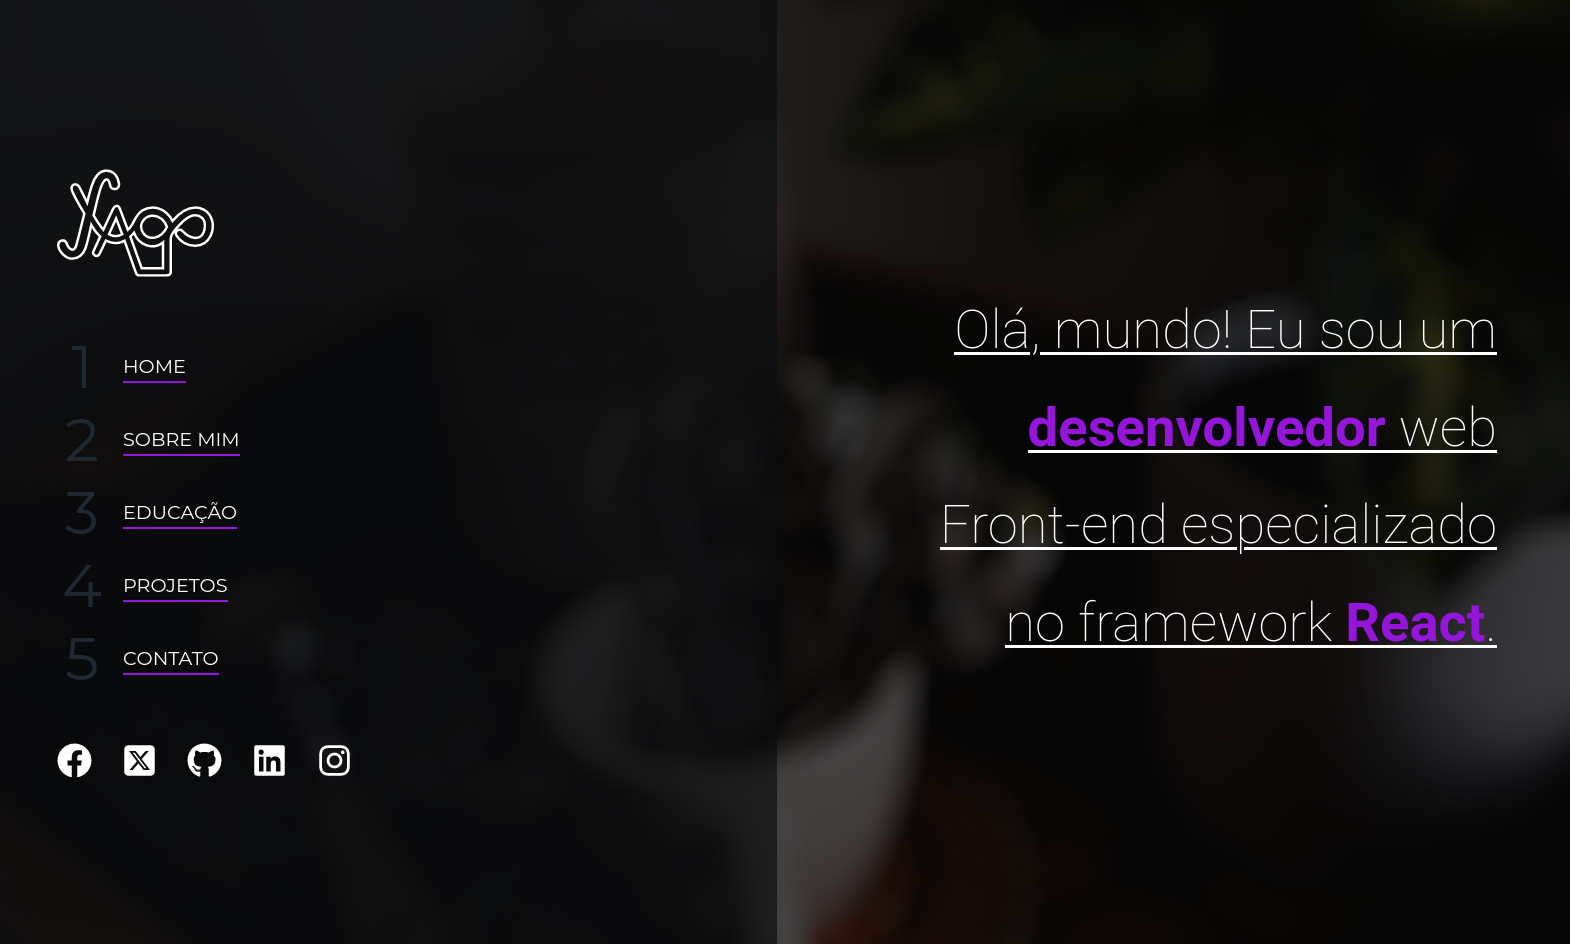 Yago
1 HOME
2 SOBRE MIM
3 EDUCAÇÃO
4 PROJETOS
5 CONTATO
Olá, mundo! Eu sou um
desenvolvedor web
Front-end especializado
no framework React.